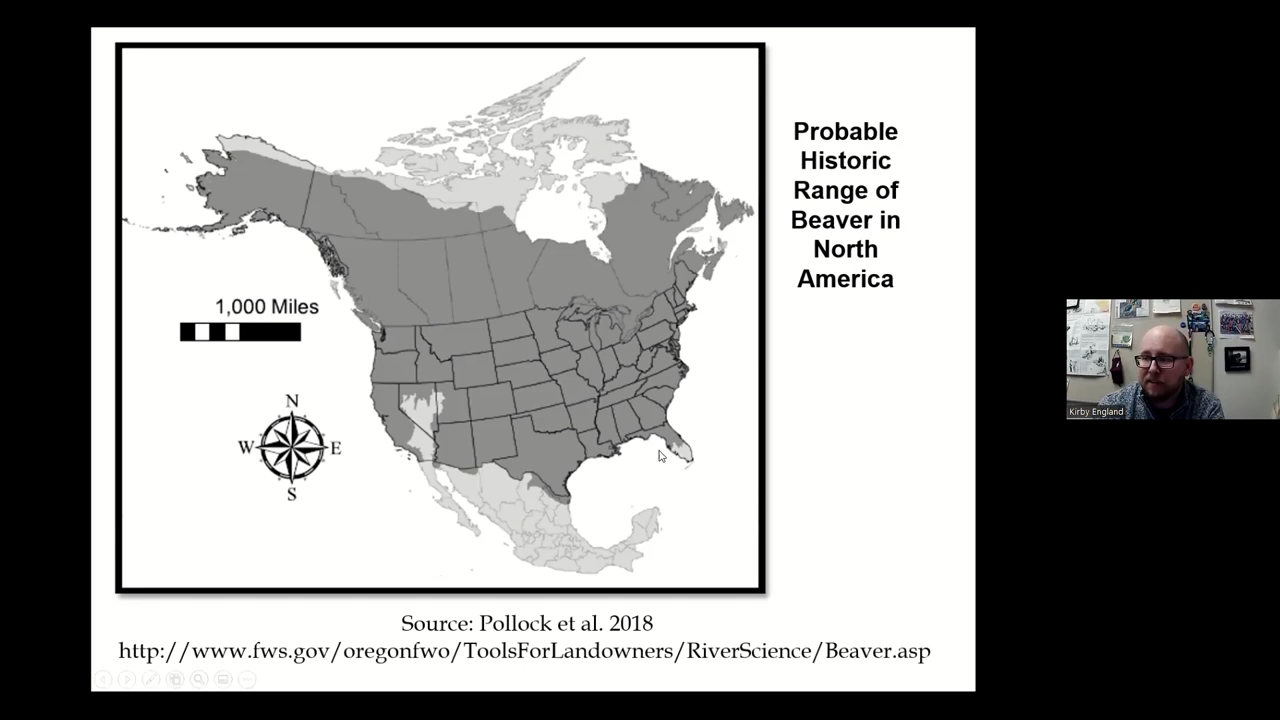 Probable
Historic
Range of
Beaver in
North
America
1,000 Miles
N
W
E
S
Source: Pollock et al. 2018
http://www.fws.gov/oregonfwo/ToolsForLandowners/RiverScience/Beaver.asp
Kirby England